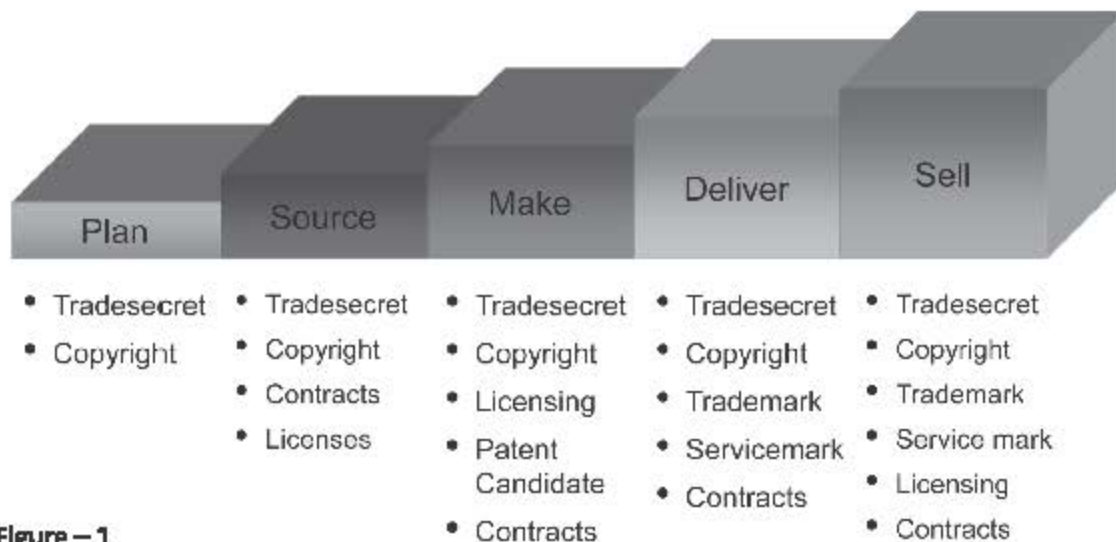 Plan
Source
Make
Deliver
Sell
• Tradesecret
• Copyright
• Tradesecret
• Copyright
• Contracts
• Licenses
• Tradesecret
• Copyright
• Licensing
• Patent
Candidate
• Contracts
• Tradesecret
• Copyright
• Trademark
• Servicemark
• Contracts
• Tradesecret
• Copyright
• Trademark
• Service mark
• Licensing
• Contracts
Figure – 1